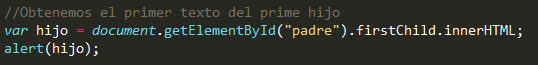 //Obtenemos el primer texto del prime hijo
var hijo = document.getElementById("padre").firstChild.innerHTML;
alert(hijo);